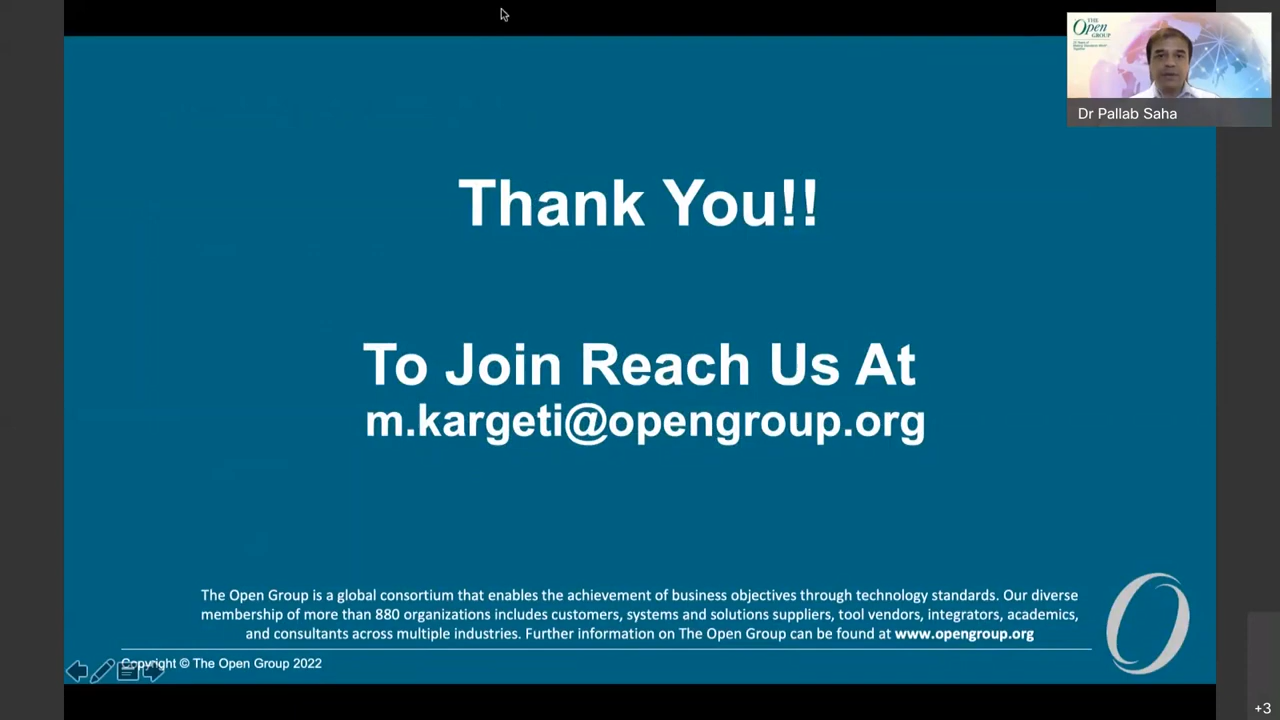 THE
Open
GROUP
Dr Pallab Saha
Thank You!!
To Join Reach Us At
m.kargeti@opengroup.org
The Open Group is a global consortium that enables the achievement of business objectives through technology standards. Our diverse
membership of more than 880 organizations includes customers, systems and solutions suppliers, tool vendors, integrators, academics,
and consultants across multiple industries. Further information on The Open Group can be found at www.opengroup.org
Copyright © The Open Group 2022
+3